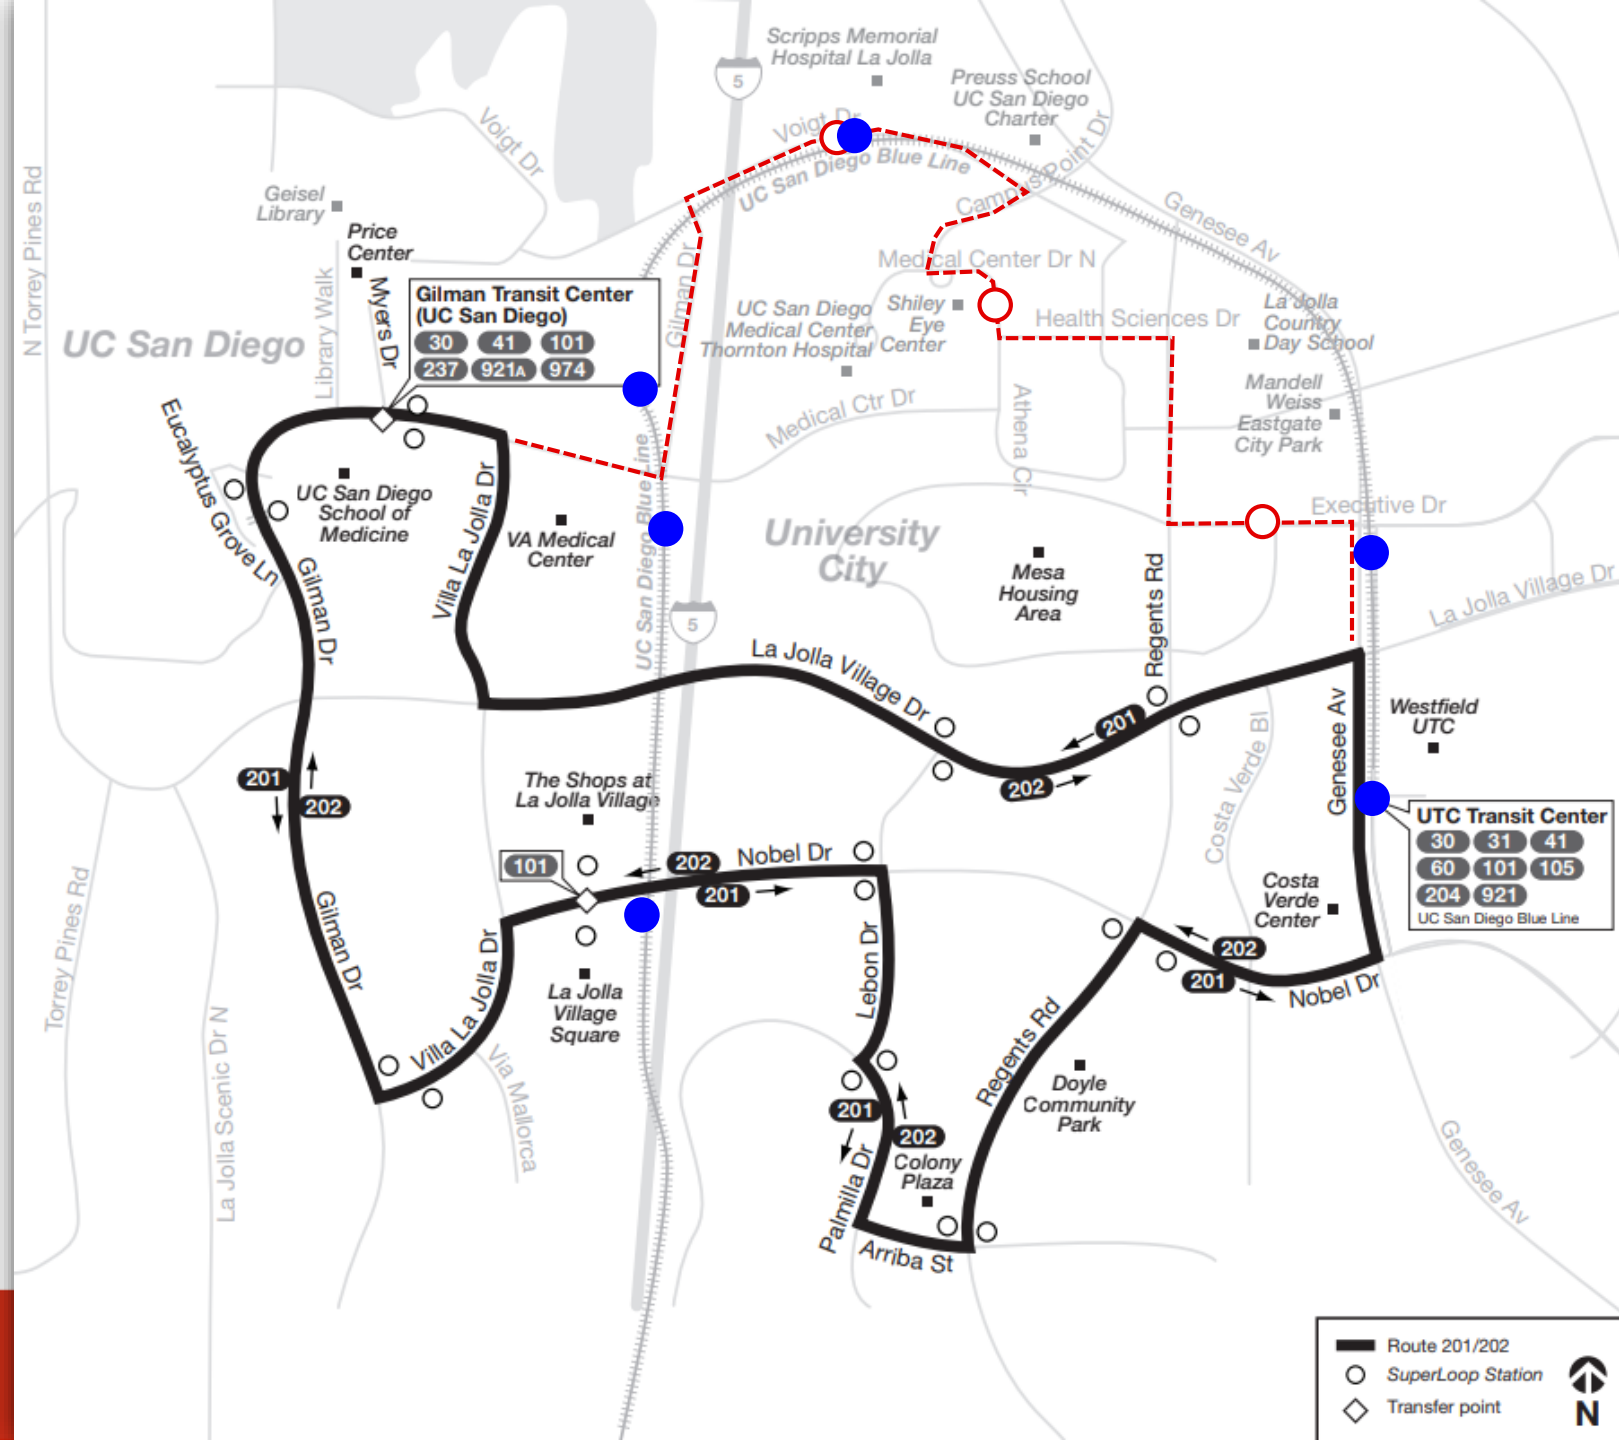 Scripps Memorial
Hospital La Jolla
5
Preuss School
UC San Diego
Charter
Voigt Dr
Voigt Dr
UC San Diego Blue Line
Campus Point Dr
Genesee Av
N Torrey Pines Rd
Geisel
Library
Price
Center
Library Walk
Myers Dr
Gilman Transit Center
(UC San Diego)
30 41 101
237 921A 974
Gilman Dr
Medical Center Dr N
UC San Diego
Medical Center
Thornton Hospital
Shiley
Eye
Center
Health Sciences Dr
La Jolla
Country
Day School
Mandell
Weiss
Eastgate
City Park
UC San Diego
Medical Ctr Dr
Athena Cir
Eucalyptus Grove Ln
UC San Diego
School of
Medicine
Villa La Jolla Dr
VA Medical
Center
UC San Diego Blue Line
University
City
Executive Dr
Mesa
Housing
Area
Regents Rd
La Jolla Village Dr
Gilman Dr
5
La Jolla Village Dr
201
202
Costa Verde Bl
Genesee Av
Westfield
UTC
201
202
The Shops at
La Jolla Village
UTC Transit Center
30 31 41
60 101 105
204 921
UC San Diego Blue Line
101
202
Nobel Dr
201
Costa
Verde
Center
Torrey Pines Rd
Gilman Dr
Villa La Jolla Dr
La Jolla
Village
Square
Lebon Dr
202
201
Nobel Dr
La Jolla Scenic Dr N
Via Mallorca
Regents Rd
Doyle
Community
Park
201
202
Colony
Plaza
Palmilla Dr
Arriba St
Genesee Av
Route 201/202
SuperLoop Station
Transfer point
N